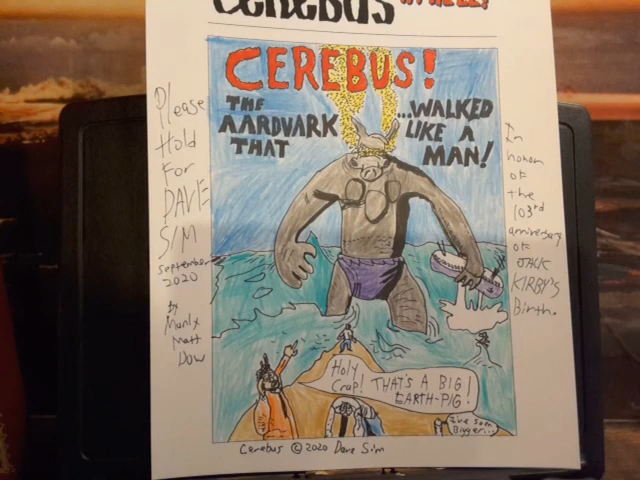 Cerebus
IN HELL?
CEREBUS!
THE
AARDVARK
THAT
...WALKED
LIKE A
MAN!
Please
Hold
For
DAVE
SIM
September
2020
by
Manly
Matt
Dow
In
honor
of
the
103rd
anniversary
of
JACK
KIRBY'S
Birth.
Holy
Crap! THAT'S A BIG
EARTH-PIG!
I've seen
Bigger...
Cerebus © 2020 Dave Sim